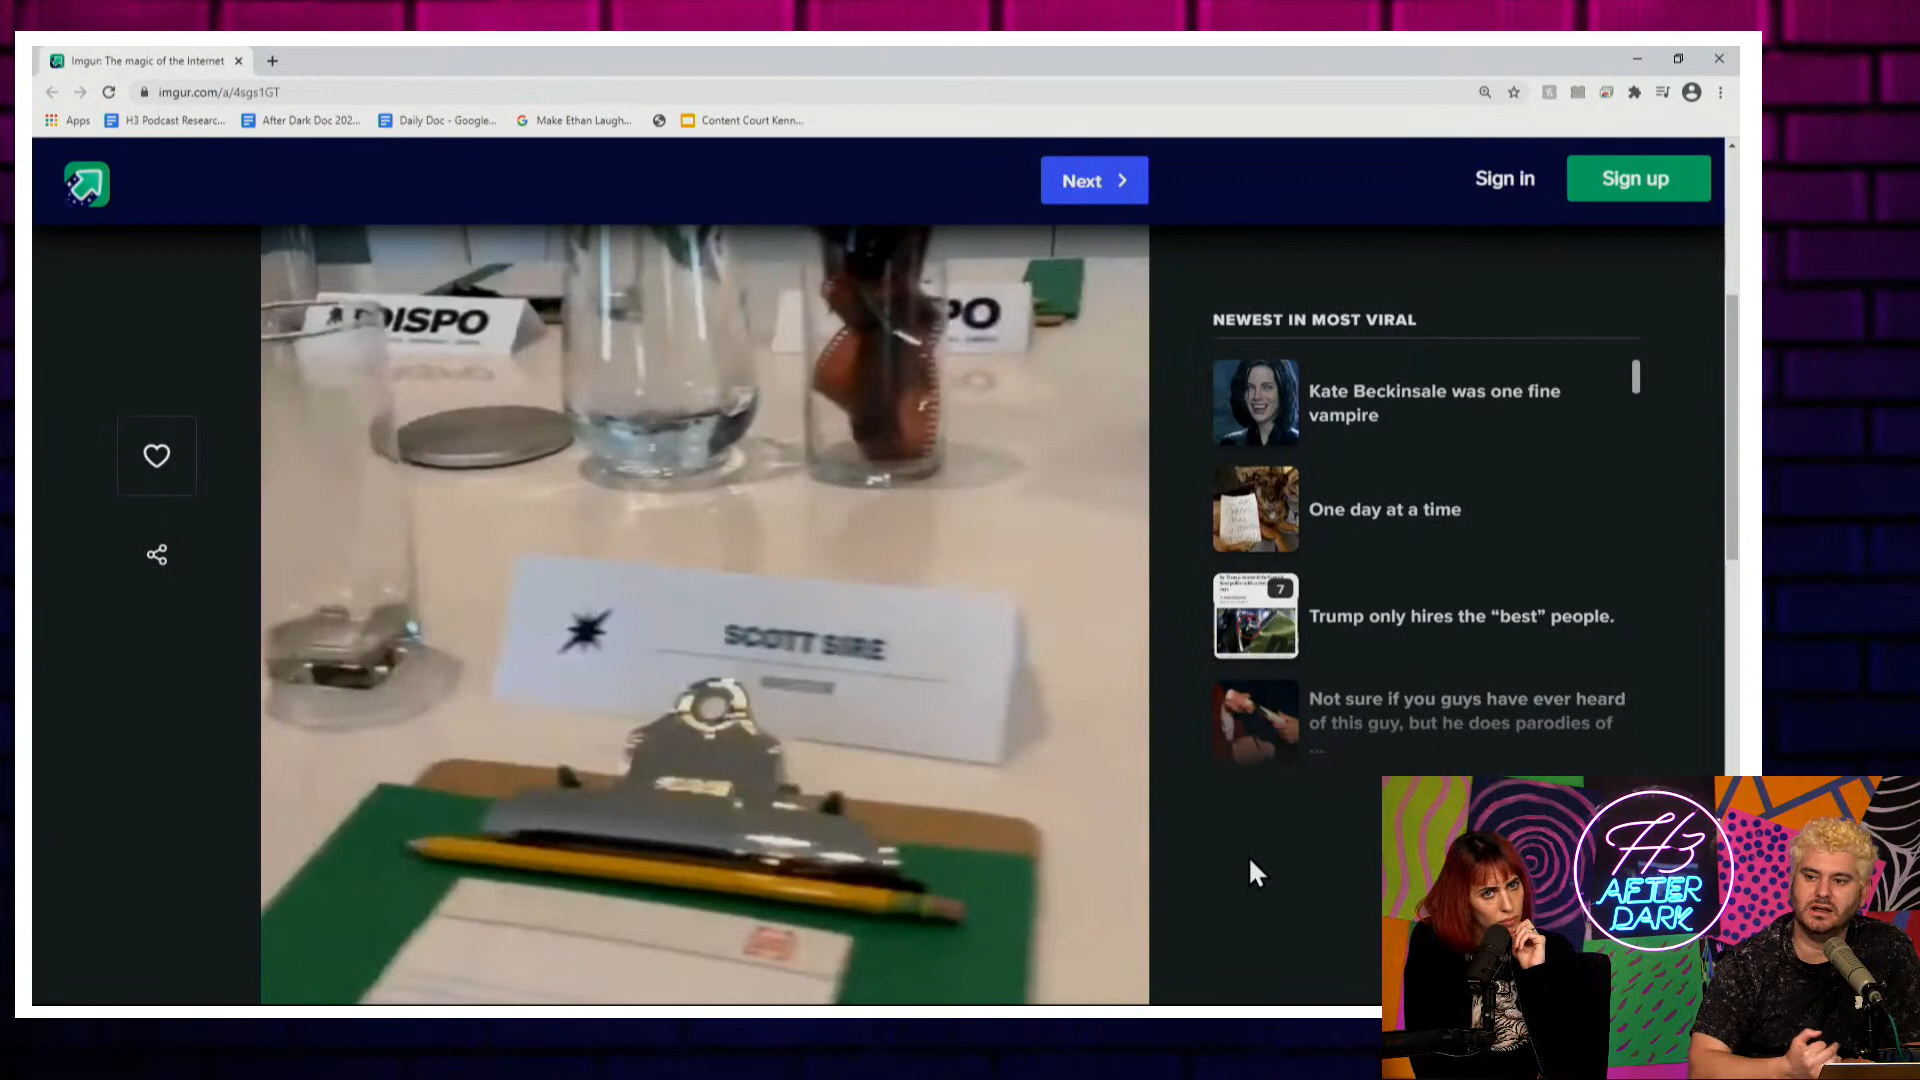 Imgur: The magic of the Internet
imgur.com/a/4sgs1GT
Apps
H3 Podcast Researc...
After Dark Doc 202...
Daily Doc - Google...
Make Ethan Laugh...
Content Court Kenn...
Next
Sign in
Sign up
DISPO
PO
SCOTT SIRE
NEWEST IN MOST VIRAL
Kate Beckinsale was one fine
vampire
One day at a time
7
Trump only hires the “best” people.
Not sure if you guys have ever heard
of this guy, but he does parodies of
...
H3
AFTER
DARK